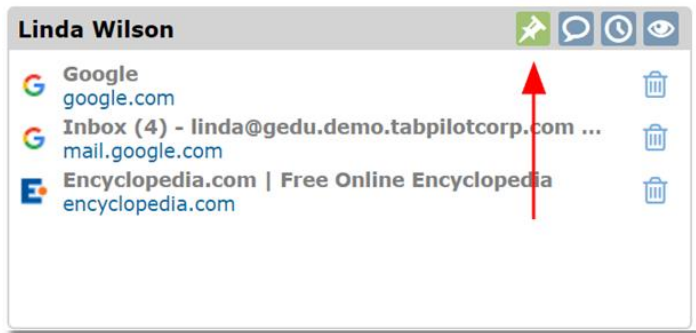 Linda Wilson
Google
google.com
Inbox (4) - linda@gedu.demo.tabpilotcorp.com ...
mail.google.com
Encyclopedia.com | Free Online Encyclopedia
encyclopedia.com